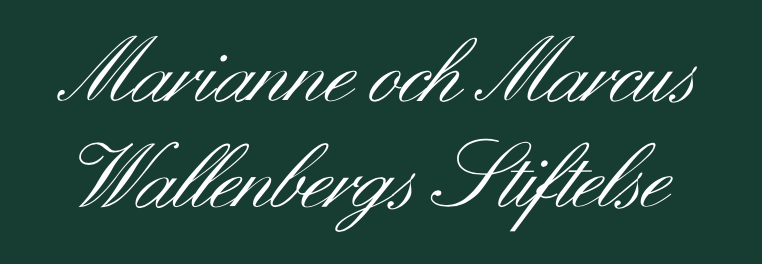 Marianne och Marcus
Wallenbergs Stiftelse